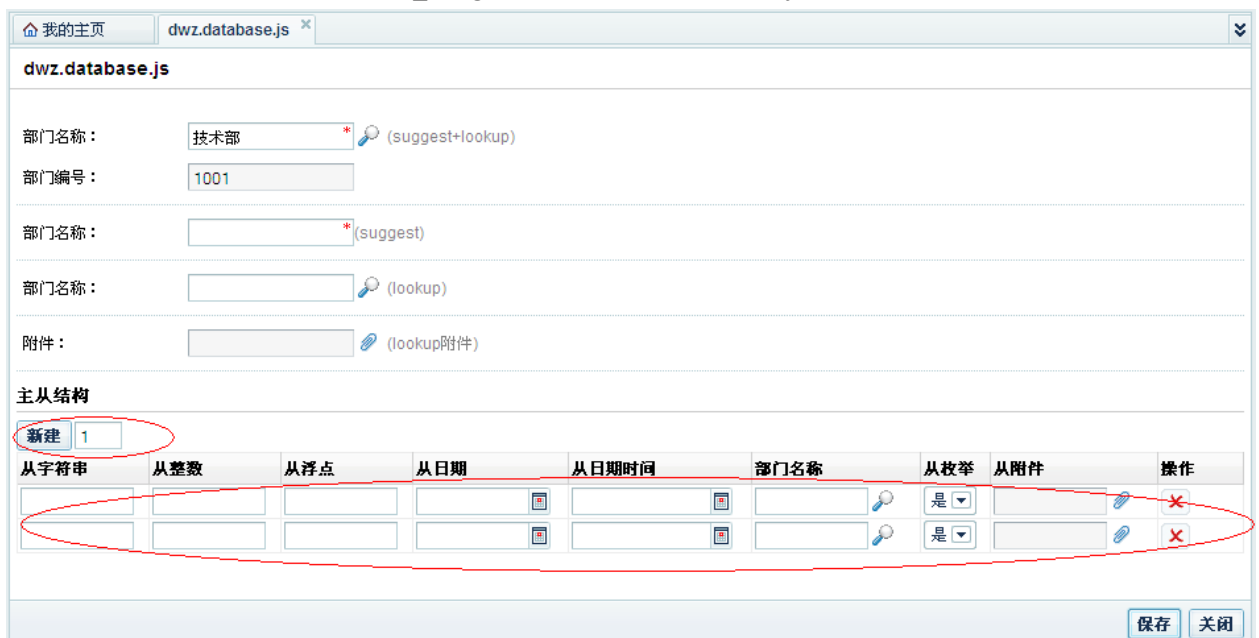 我的主页 dwz.database.js
dwz.database.js
部门名称： 技术部 * (suggest+lookup)
部门编号： 1001
部门名称： * (suggest)
部门名称： (lookup)
附件： (lookup附件)
主从结构
新建 1
从字符串 从整数 从浮点 从日期 从日期时间 部门名称 从枚举 从附件 操作
是
是
保存 关闭